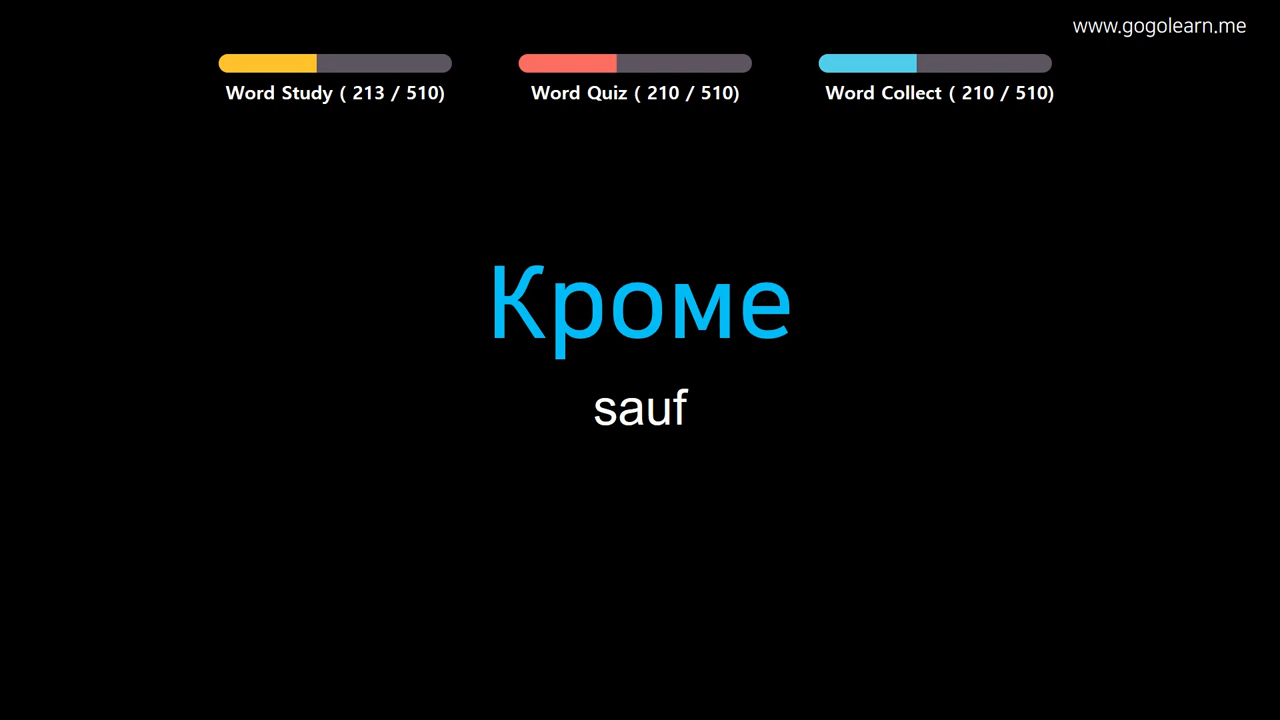 www.gogolearn.me
Word Study ( 213 / 510)
Word Quiz ( 210 / 510)
Word Collect ( 210 / 510)
Кроме
sauf